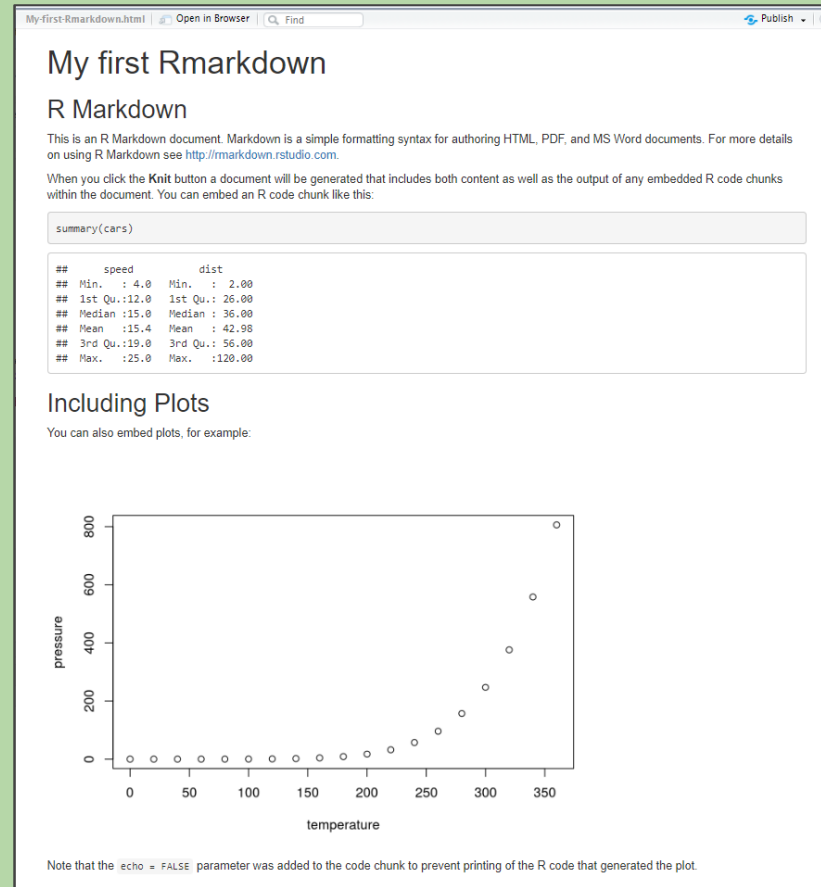 My-first-Rmarkdown.html Open in Browser Find Publish
My first Rmarkdown
R Markdown
This is an R Markdown document. Markdown is a simple formatting syntax for authoring HTML, PDF, and MS Word documents. For more details
on using R Markdown see http://rmarkdown.rstudio.com.
When you click the Knit button a document will be generated that includes both content as well as the output of any embedded R code chunks
within the document. You can embed an R code chunk like this:
summary(cars)
##      speed           dist
##  Min.   : 4.0   Min.   :  2.00
##  1st Qu.:12.0   1st Qu.: 26.00
##  Median :15.0   Median : 36.00
##  Mean   :15.4   Mean   : 42.98
##  3rd Qu.:19.0   3rd Qu.: 56.00
##  Max.   :25.0   Max.   :120.00
Including Plots
You can also embed plots, for example:
800
600
400
200
0
pressure
0 50 100 150 200 250 300 350
temperature
Note that the echo = FALSE parameter was added to the code chunk to prevent printing of the R code that generated the plot.